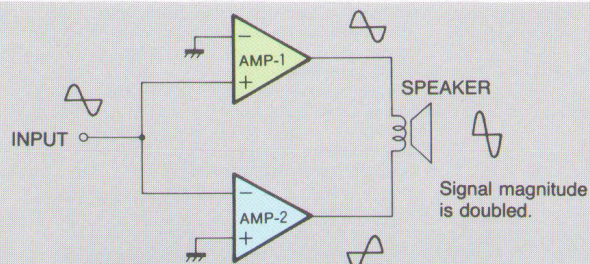 −
AMP-1
+
SPEAKER
INPUT
Signal magnitude
is doubled.
−
AMP-2
+